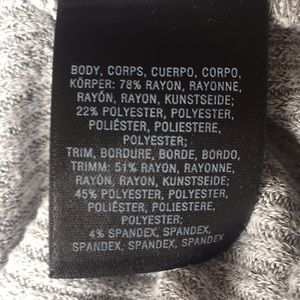 BODY, CORPS, CUERPO, CORPO,
KÖRPER: 78% RAYON, RAYONNE,
RAYÓN, RAYON, KUNSTSEIDE;
22% POLYESTER, POLYESTER,
POLIÉSTER, POLIESTERE,
POLYESTER;
TRIM, BORDURE, BORDE, BORDO,
TRIMM: 51% RAYON, RAYONNE,
RAYÓN, RAYON, KUNSTSEIDE;
45% POLYESTER, POLYESTER,
POLIÉSTER, POLIESTERE,
POLYESTER;
4% SPANDEX, SPANDEX,
SPANDEX, SPANDEX, SPANDEX